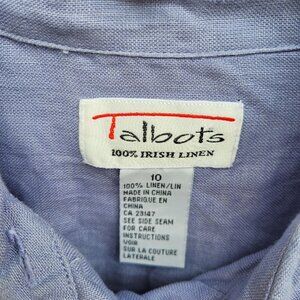 Talbots
100% IRISH LINEN
10
100% LINEN/LIN
MADE IN CHINA
FABRIQUE EN
CHINA
CA 23147
SEE SIDE SEAM
FOR CARE
INSTRUCTIONS
VOIR
SUR LA COUTURE
LATERALE